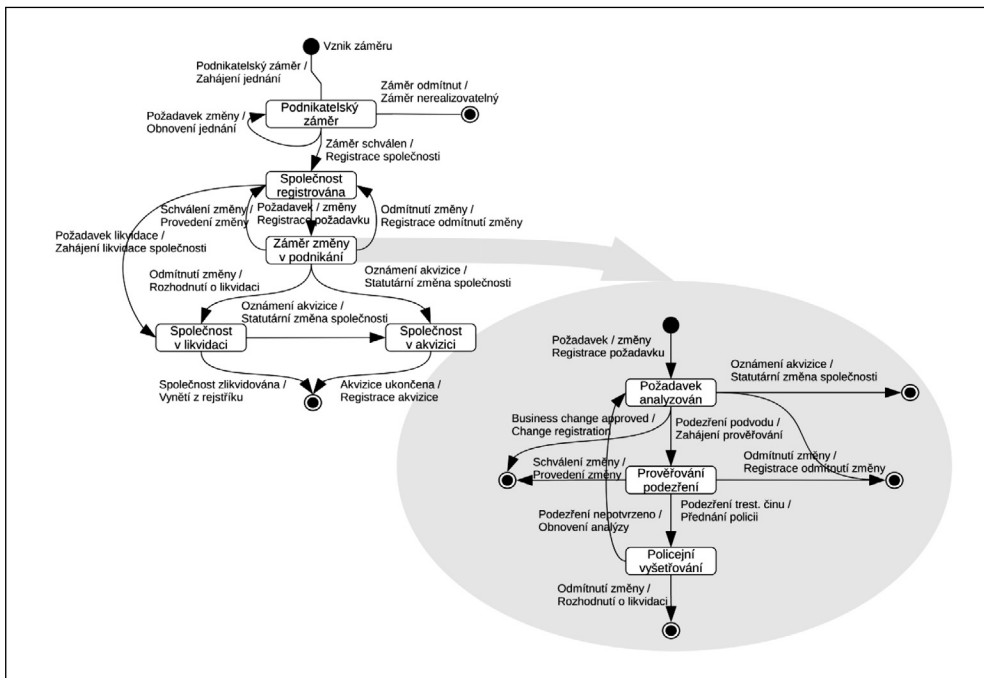 Vznik záměru
Podnikatelský záměr /
Zahájení jednání
Záměr odmítnut /
Záměr nerealizovatelný
Podnikatelský
záměr
Požadavek změny /
Obnovení jednání
Záměr schválen /
Registrace společnosti
Společnost
registrována
Schválení změny /
Provedení změny
Požadavek / změny
Registrace požadavku
Odmítnutí změny /
Registrace odmítnutí změny
Požadavek likvidace /
Zahájení likvidace společnosti
Záměr změny
v podnikání
Odmítnutí změny /
Rozhodnutí o likvidaci
Oznámení akvizice /
Statutární změna společnosti
Oznámení akvizice /
Statutární změna společnosti
Společnost
v likvidaci
Společnost
v akvizici
Společnost zlikvidována /
Vynětí z rejstříku
Akvizice ukončena /
Registrace akvizice
Požadavek / změny
Registrace požadavku
Oznámení akvizice /
Statutární změna společnosti
Požadavek
analyzován
Business change approved /
Change registration
Podezření podvodu /
Zahájení prověřování
Schválení změny /
Provedení změny
Odmítnutí změny /
Registrace odmítnutí změny
Prověřování
podezření
Podezření nepotvrzeno /
Obnovení analýzy
Podezření trest. činu /
Přednání policii
Policejní
vyšetřování
Odmítnutí změny /
Rozhodnutí o likvidaci